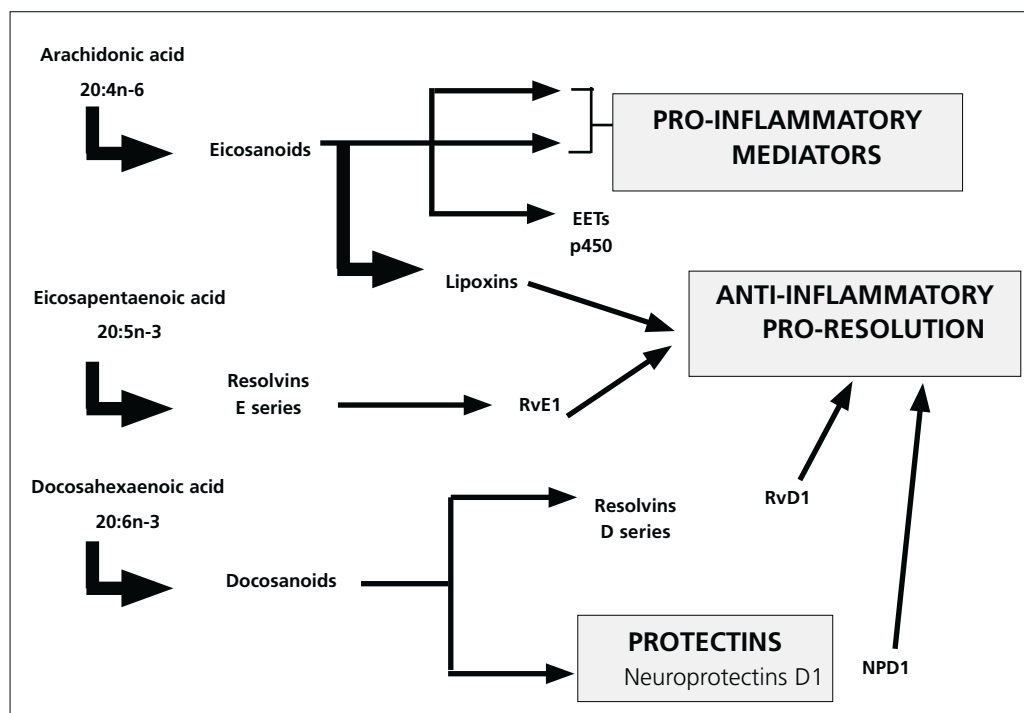 Arachidonic acid
20:4n-6
Eicosanoids
PRO-INFLAMMATORY
MEDIATORS
EETs
p450
Lipoxins
ANTI-INFLAMMATORY
PRO-RESOLUTION
Eicosapentaenoic acid
20:5n-3
Resolvins
E series
RvE1
Docosahexaenoic acid
20:6n-3
Docosanoids
Resolvins
D series
RvD1
PROTECTINS
Neuroprotectins D1
NPD1